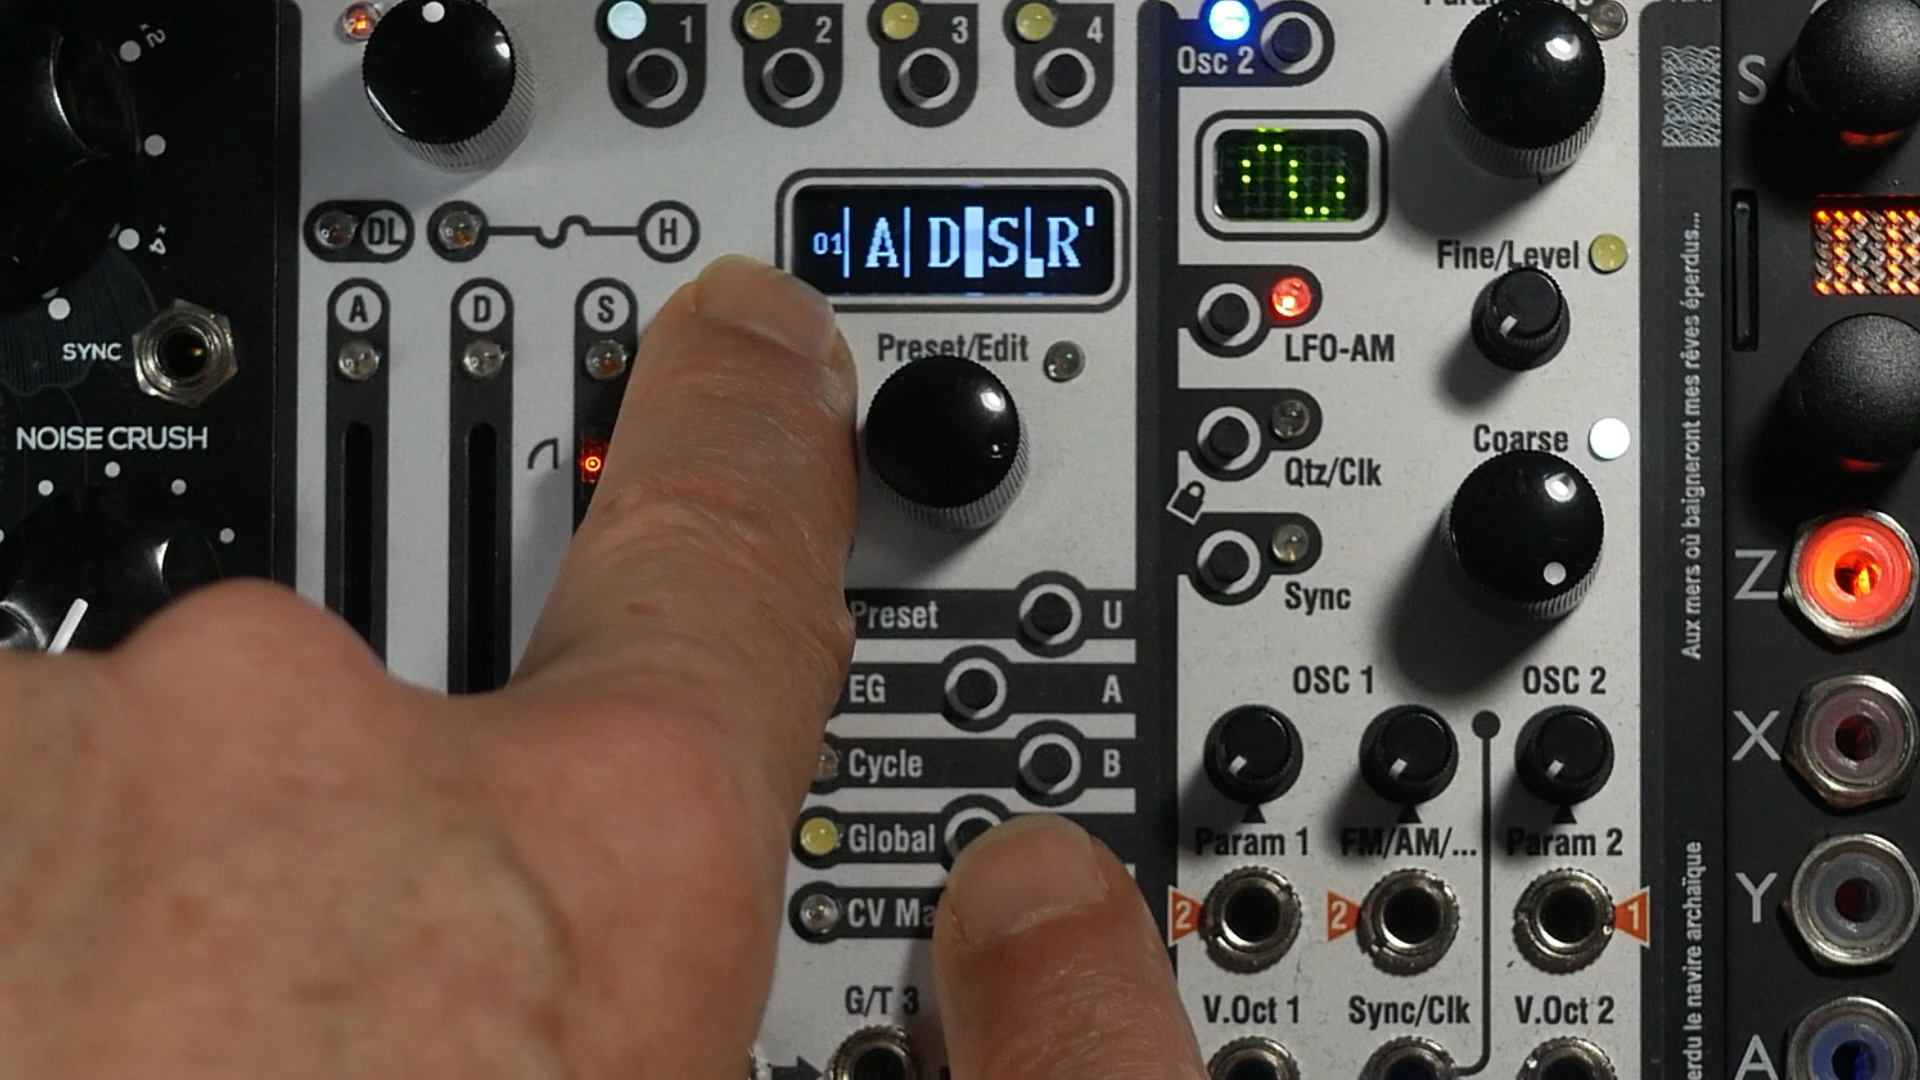 x2
x4
SYNC
NOISE CRUSH
1
2
3
4
DL
H
A
D
S
01 A D S R
Preset/Edit
Preset U
EG A
Cycle B
Global
CV Ma
G/T 3
Osc 2
Fine/Level
LFO-AM
Qtz/Clk
Coarse
Sync
OSC 1
OSC 2
Param 1
FM/AM/...
Param 2
2
2
1
V.Oct 1
Sync/Clk
V.Oct 2
Aux mers où baigneront mes rêves éperdus...
erdu le navire archaïque
S
Z
X
Y
A